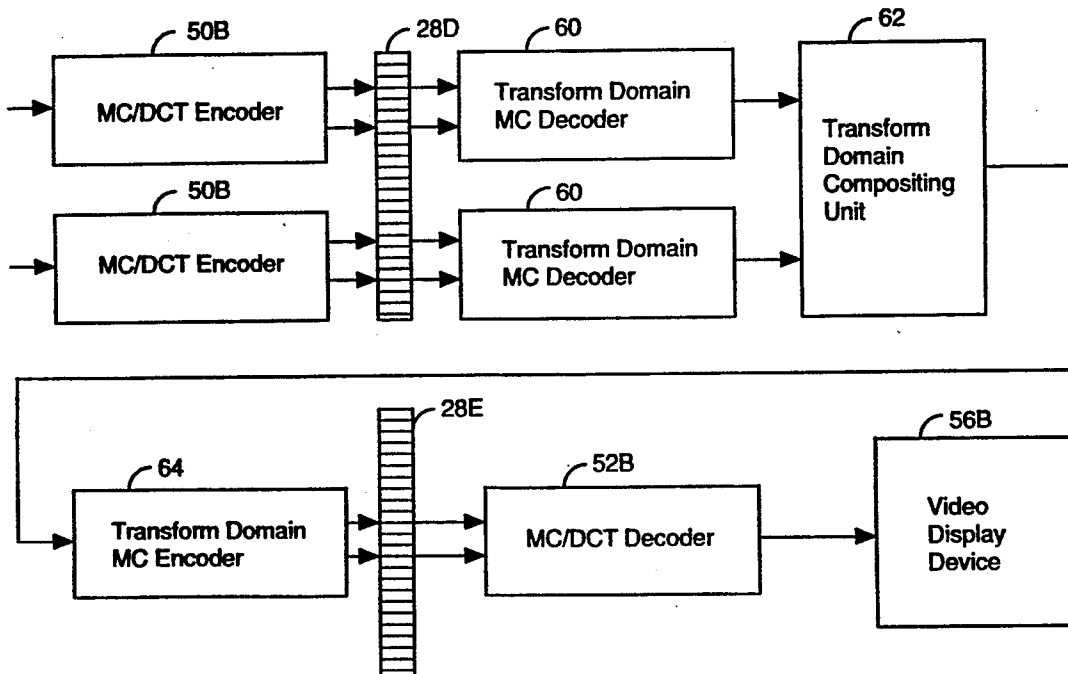 50B
28D
60
62
MC/DCT Encoder
Transform Domain
MC Decoder
Transform
Domain
Compositing
Unit
50B
60
MC/DCT Encoder
Transform Domain
MC Decoder
28E
56B
64
52B
Transform Domain
MC Encoder
MC/DCT Decoder
Video
Display
Device